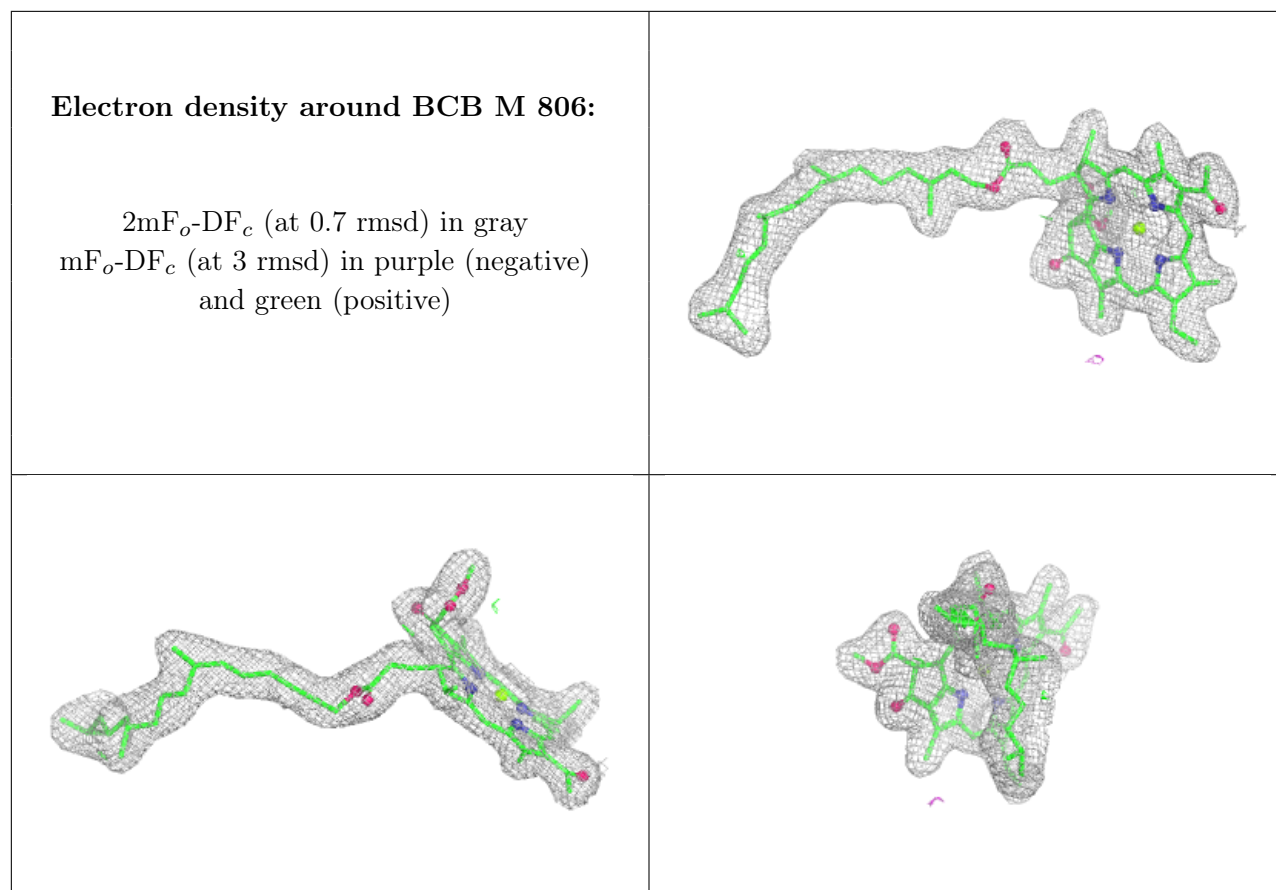 Electron density around BCB M 806:
2mFo-DFc (at 0.7 rmsd) in gray
mFo-DFc (at 3 rmsd) in purple (negative)
and green (positive)